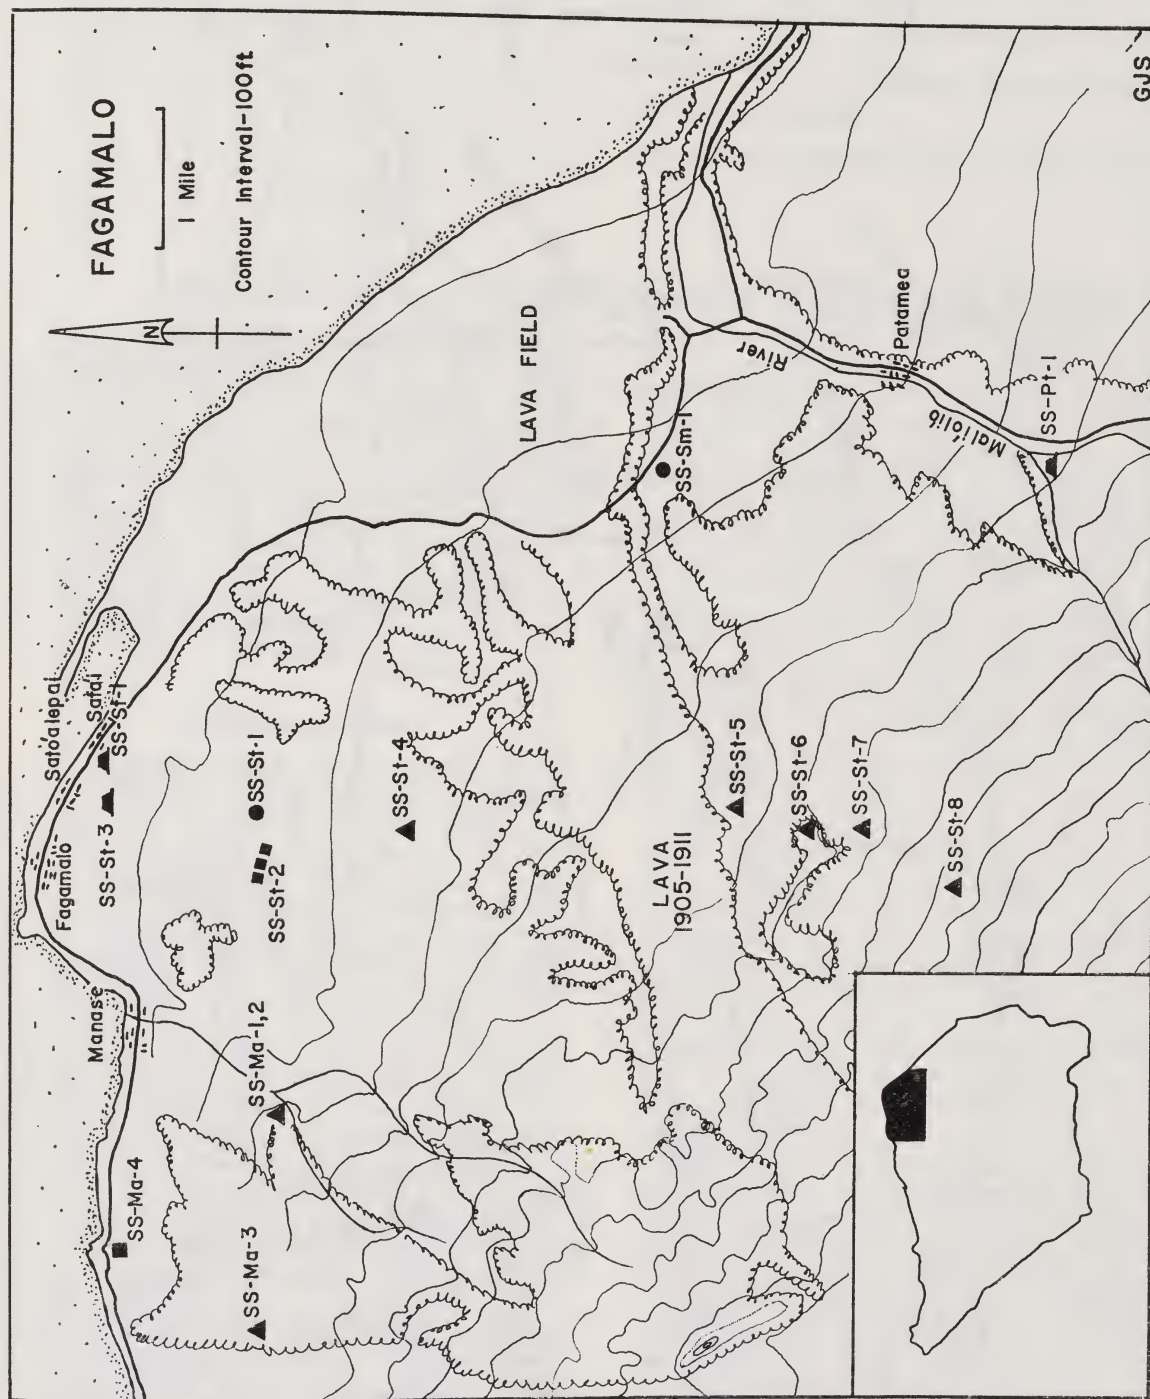 FAGAMALO
1 Mile
Contour Interval-100ft
N
GJS
Satoalepai
Safai
SS-St-1
SS-St-3
Fagamalo
Manase
SS-Ma-4
SS-Ma-3
SS-Ma-1,2
SS-St-2
SS-St-1
SS-St-4
LAVA FIELD
SS-Sm-1
River
Maliolio
Patamea
SS-Pt-1
LAVA
1905-1911
SS-St-5
SS-St-6
SS-St-7
SS-St-8